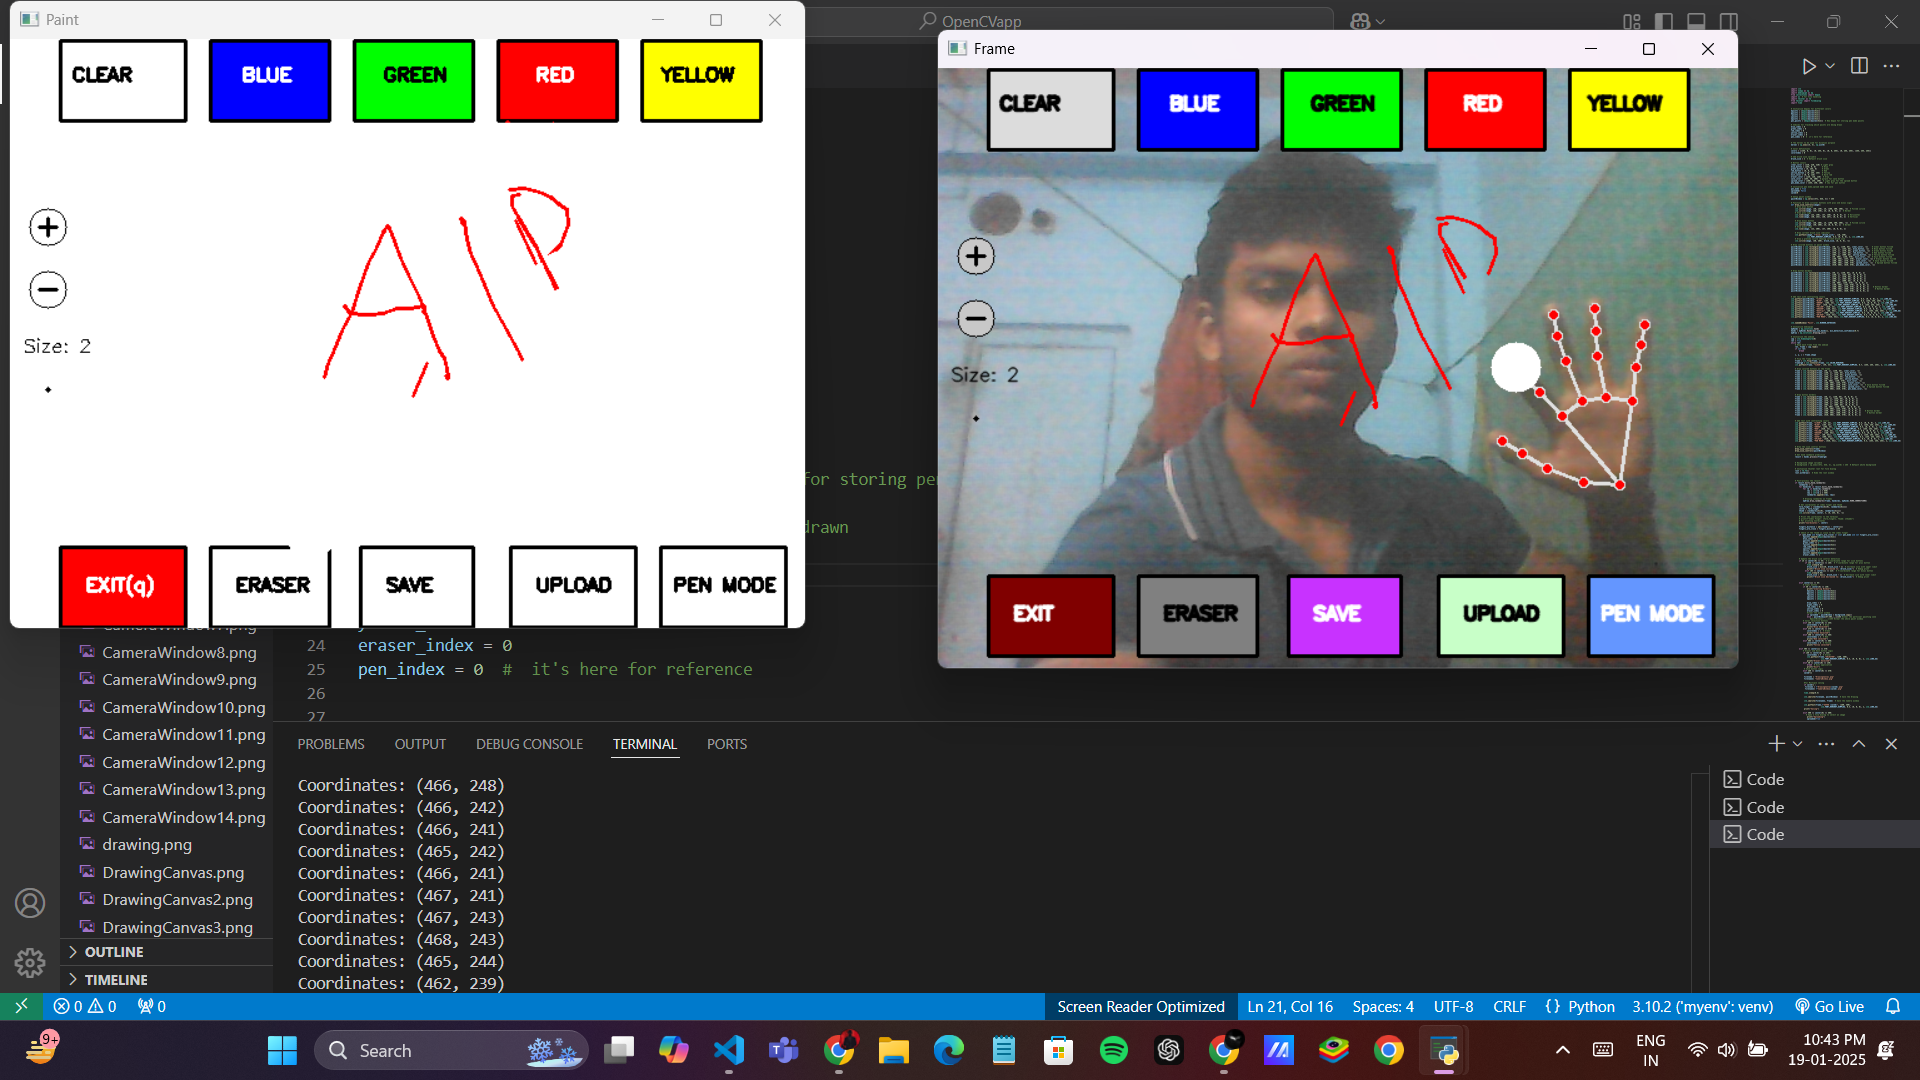 Paint
CLEAR
BLUE
GREEN
RED
YELLOW
Size: 2
EXIT(q)
ERASER
SAVE
UPLOAD
PEN MODE
OpenCVapp
Frame
CLEAR
BLUE
GREEN
RED
YELLOW
Size: 2
EXIT
ERASER
SAVE
UPLOAD
PEN MODE
for storing pe
drawn
24 eraser_index = 0
25 pen_index = 0 # it's here for reference
26
27
CameraWindow8.png
CameraWindow9.png
CameraWindow10.png
CameraWindow11.png
CameraWindow12.png
CameraWindow13.png
CameraWindow14.png
drawing.png
DrawingCanvas.png
DrawingCanvas2.png
DrawingCanvas3.png
OUTLINE
TIMELINE
PROBLEMS OUTPUT DEBUG CONSOLE TERMINAL PORTS
Coordinates: (466, 248)
Coordinates: (466, 242)
Coordinates: (466, 241)
Coordinates: (465, 242)
Coordinates: (466, 241)
Coordinates: (467, 241)
Coordinates: (467, 243)
Coordinates: (468, 243)
Coordinates: (465, 244)
Coordinates: (462, 239)
Code
Code
Code
0 0 0 Screen Reader Optimized Ln 21, Col 16 Spaces: 4 UTF-8 CRLF {} Python 3.10.2 ('myenv': venv) Go Live
9+ Search ENG IN 10:43 PM
19-01-2025